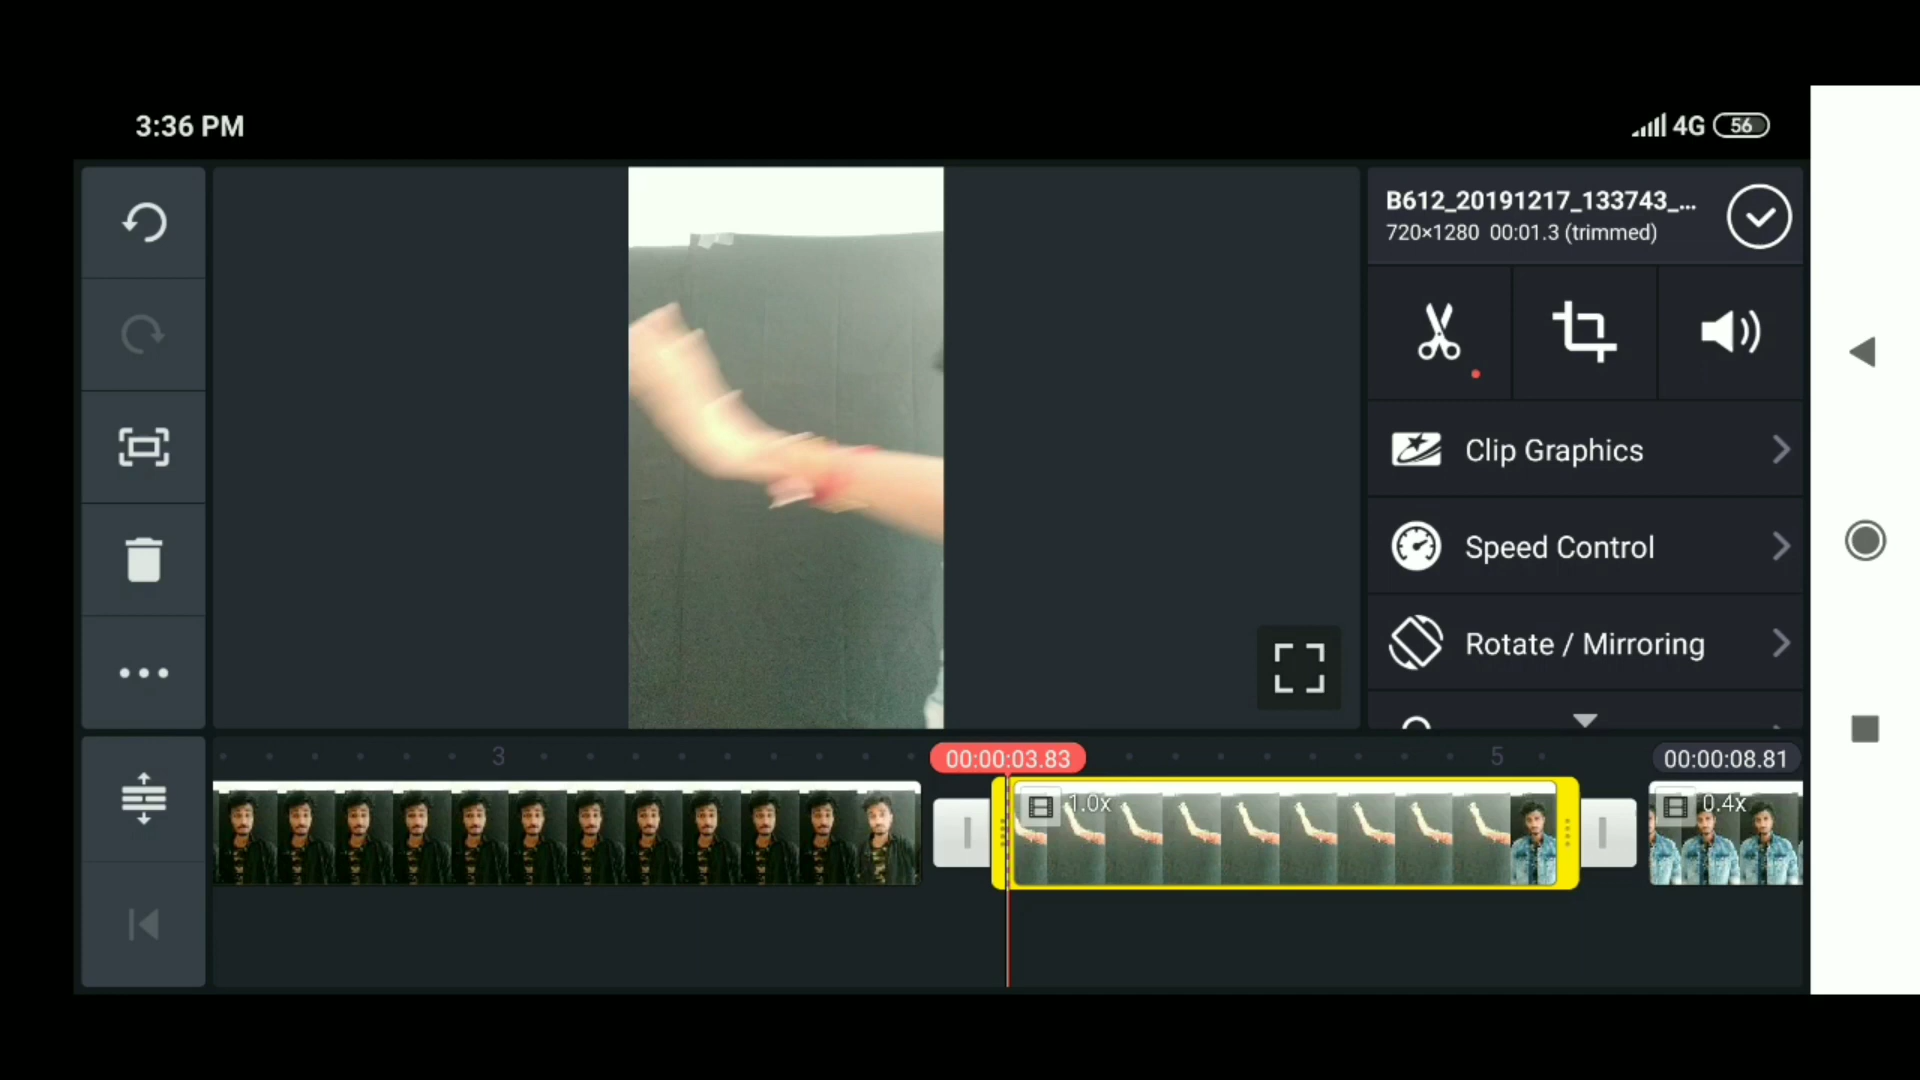 3:36 PM
4G 56
B612_20191217_133743_...
720×1280 00:01.3 (trimmed)
Clip Graphics
Speed Control
Rotate / Mirroring
3
00:00:03.83
5
00:00:08.81
1.0x
0.4x